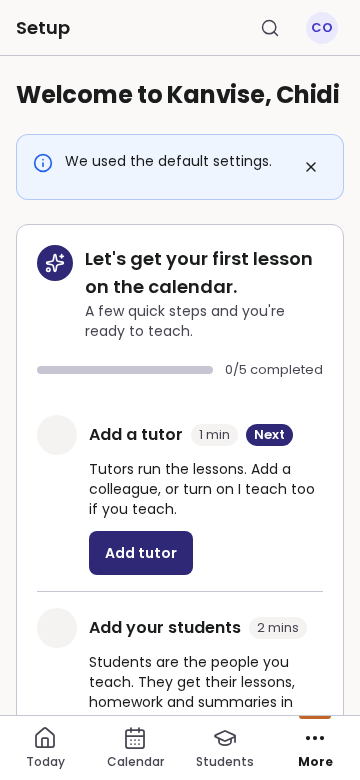 Setup
CO
Welcome to Kanvise, Chidi
We used the default settings.
Let's get your first lesson
on the calendar.
A few quick steps and you're
ready to teach.
0/5 completed
Add a tutor 1 min Next
Tutors run the lessons. Add a
colleague, or turn on I teach too
if you teach.
Add tutor
Add your students 2 mins
Students are the people you
teach. They get their lessons,
homework and summaries in
Today Calendar Students More